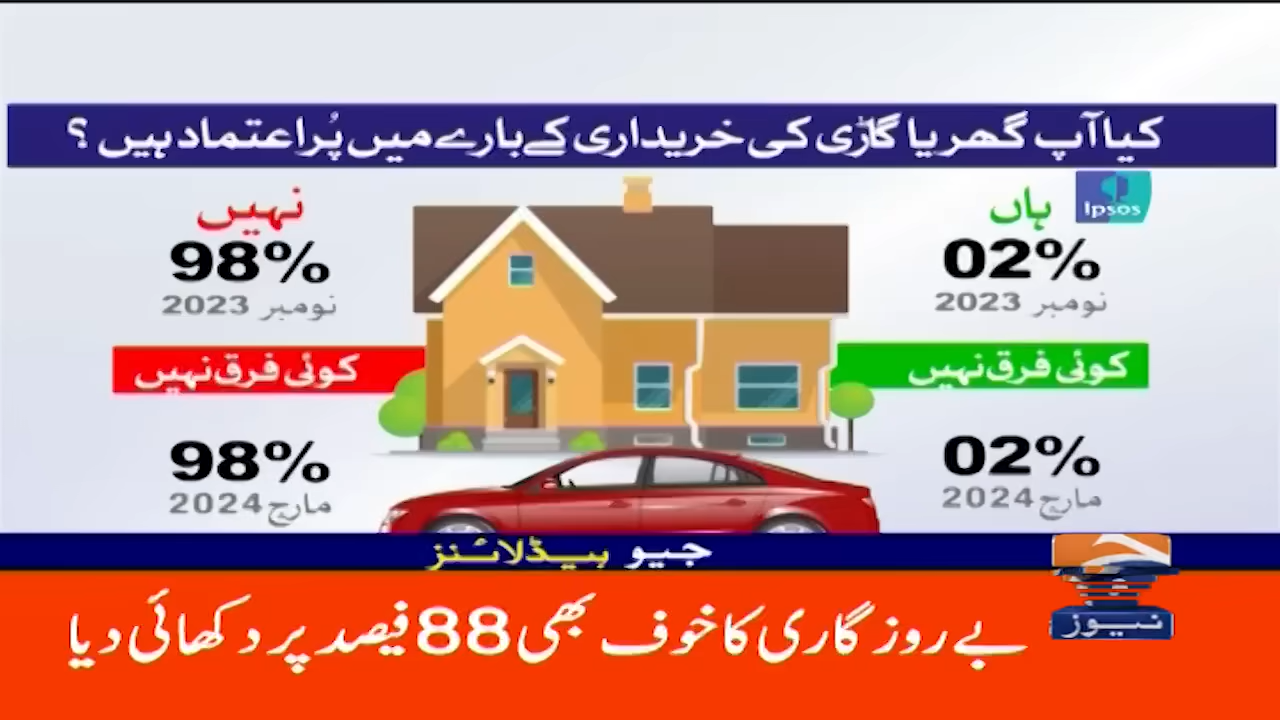 کیا آپ گھر یا گاڑی کی خریداری کے بارے میں پُراعتماد ہیں ؟
ہاں
Ipsos
02%
نومبر 2023
کوئی فرق نہیں
02%
مارچ 2024
نہیں
98%
نومبر 2023
کوئی فرق نہیں
98%
مارچ 2024
جیو ہیڈلائنز
نیوز
بے روزگاری کا خوف بھی 88 فیصد پر دکھائی دیا